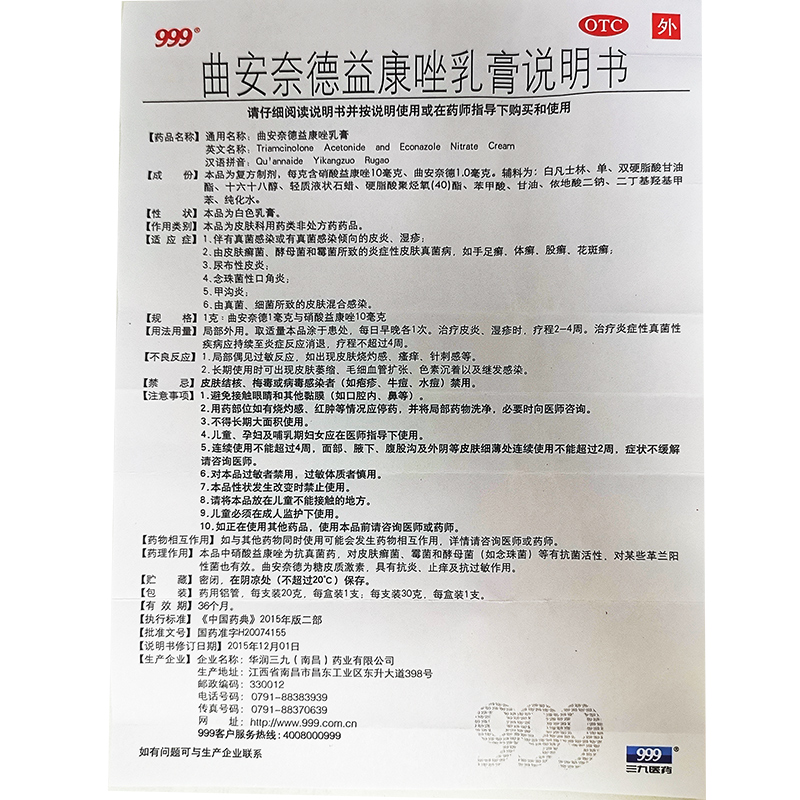 999®
OTC
外
曲安奈德益康唑乳膏说明书
请仔细阅读说明书并按说明使用或在药师指导下购买和使用
【药品名称】通用名称：曲安奈德益康唑乳膏
英文名称：Triamcinolone Acetonide and Econazole Nitrate Cream
汉语拼音：Qu'annaide Yikangzuo Rugao
【成 份】本品为复方制剂，每克含硝酸益康唑10毫克、曲安奈德1.0毫克。辅料为：白凡士林、单、双硬脂酸甘油
酯、十六十八醇、轻质液状石蜡、硬脂酸聚烃氧(40)酯、苯甲酸、甘油、依地酸二钠、二丁基羟基甲
苯、纯化水。
【性 状】本品为白色乳膏。
【作用类别】本品为皮肤科用药类非处方药药品。
【适 应 症】1.伴有真菌感染或有真菌感染倾向的皮炎、湿疹；
2.由皮肤癣菌、酵母菌和霉菌所致的炎症性皮肤真菌病，如手足癣、体癣、股癣、花斑癣；
3.尿布性皮炎；
4.念珠菌性口角炎；
5.甲沟炎；
6.由真菌、细菌所致的皮肤混合感染。
【规 格】1克：曲安奈德1毫克与硝酸益康唑10毫克
【用法用量】局部外用。取适量本品涂于患处，每日早晚各1次。治疗皮炎、湿疹时，疗程2-4周。治疗炎症性真菌性
疾病应持续至炎症反应消退，疗程不超过4周。
【不良反应】1.局部偶见过敏反应，如出现皮肤烧灼感、瘙痒、针刺感等。
2.长期使用时可出现皮肤萎缩、毛细血管扩张、色素沉着以及继发感染。
【禁 忌】皮肤结核、梅毒或病毒感染者（如疱疹、牛痘、水痘）禁用。
【注意事项】1.避免接触眼睛和其他黏膜（如口腔内、鼻等）。
2.用药部位如有烧灼感、红肿等情况应停药，并将局部药物洗净，必要时向医师咨询。
3.不得长期大面积使用。
4.儿童、孕妇及哺乳期妇女应在医师指导下使用。
5.连续使用不能超过4周，面部、腋下、腹股沟及外阴等皮肤细薄处连续使用不能超过2周，症状不缓解
请咨询医师。
6.对本品过敏者禁用，过敏体质者慎用。
7.本品性状发生改变时禁止使用。
8.请将本品放在儿童不能接触的地方。
9.儿童必须在成人监护下使用。
10.如正在使用其他药品，使用本品前请咨询医师或药师。
【药物相互作用】如与其他药物同时使用可能会发生药物相互作用，详情请咨询医师或药师。
【药理作用】本品中硝酸益康唑为抗真菌药，对皮肤癣菌、霉菌和酵母菌（如念珠菌）等有抗菌活性，对某些革兰阳
性菌也有效。曲安奈德为糖皮质激素，具有抗炎、止痒及抗过敏作用。
【贮 藏】密闭，在阴凉处（不超过20℃）保存。
【包 装】药用铝管，每支装20克，每盒装1支；每支装30克，每盒装1支。
【有 效 期】36个月。
【执行标准】《中国药典》2015年版二部
【批准文号】国药准字H20074155
【说明书修订日期】2015年12月01日
【生产企业】企业名称：华润三九（南昌）药业有限公司
生产地址：江西省南昌市昌东工业区东升大道398号
邮政编码：330012
电话号码：0791-88383939
传真号码：0791-88370639
网 址：http://www.999.com.cn
999客户服务热线：4008000999
如有问题可与生产企业联系
999
999®
三九医药